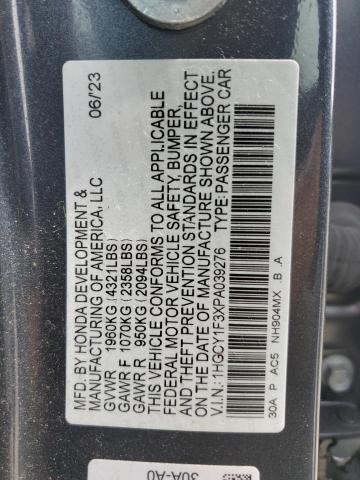 MFD. BY HONDA DEVELOPMENT & 06/'23
MANUFACTURING OF AMERICA, LLC
GVWR 1960KG (4321LBS)
GAWR F 1070KG (2358LBS)
GAWR R 950KG (2094LBS)
THIS VEHICLE CONFORMS TO ALL APPLICABLE
FEDERAL MOTOR VEHICLE SAFETY, BUMPER,
AND THEFT PREVENTION STANDARDS IN EFFECT
ON THE DATE OF MANUFACTURE SHOWN ABOVE.
V.I.N.:1HGCY1F3XPA039276 TYPE:PASSENGER CAR
30A P AC5 NH904MX .B .A
30A-A0